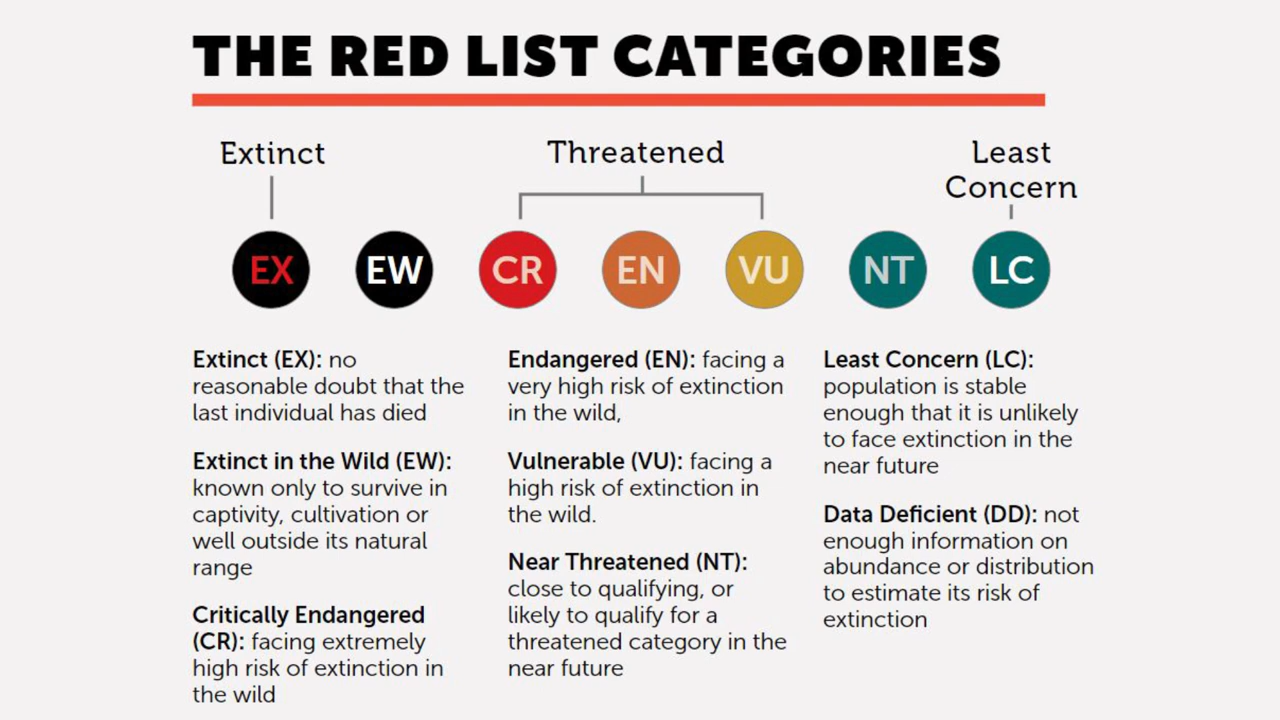 THE RED LIST CATEGORIES
Extinct
Threatened
Least
Concern
EX
EW
CR
EN
VU
NT
LC
Extinct (EX): no
reasonable doubt that the
last individual has died
Extinct in the Wild (EW):
known only to survive in
captivity, cultivation or
well outside its natural
range
Critically Endangered
(CR): facing extremely
high risk of extinction in
the wild
Endangered (EN): facing a
very high risk of extinction
in the wild,
Vulnerable (VU): facing a
high risk of extinction in
the wild.
Near Threatened (NT):
close to qualifying, or
likely to qualify for a
threatened category in the
near future
Least Concern (LC):
population is stable
enough that it is unlikely
to face extinction in the
near future
Data Deficient (DD): not
enough information on
abundance or distribution
to estimate its risk of
extinction